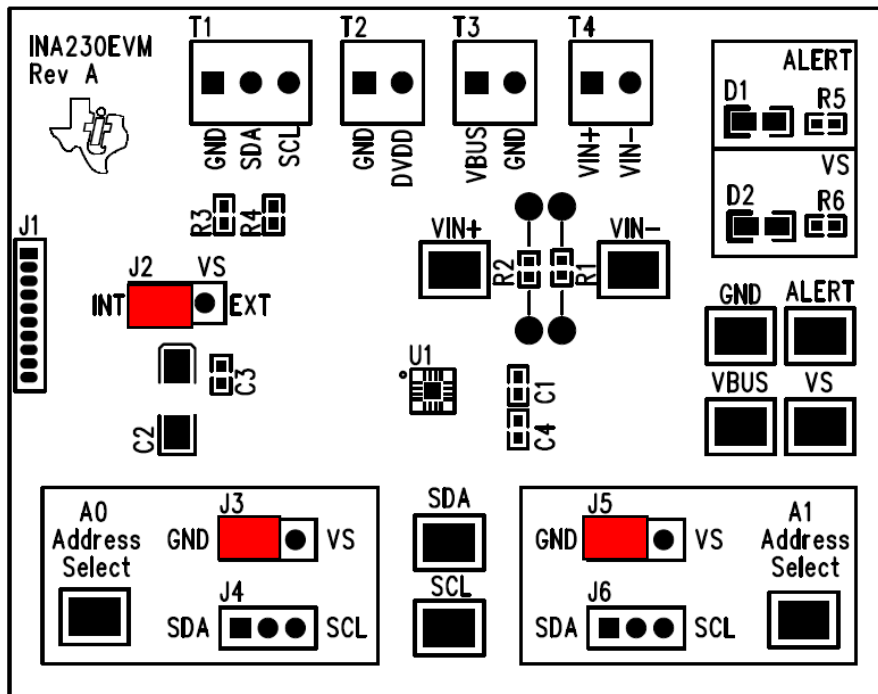 INA230EVM
Rev A
T1
T2
T3
T4
GND
SDA
SCL
GND
DVDD
VBUS
GND
VIN+
VIN-
ALERT
D1
R5
VS
D2
R6
R3
R4
J1
J2
VS
INT
EXT
VIN+
R2
R1
VIN-
GND
ALERT
VBUS
VS
C3
C2
U1
C1
C4
A0
Address
Select
J3
GND
VS
J4
SDA
SCL
SDA
SCL
J5
GND
VS
J6
SDA
SCL
A1
Address
Select